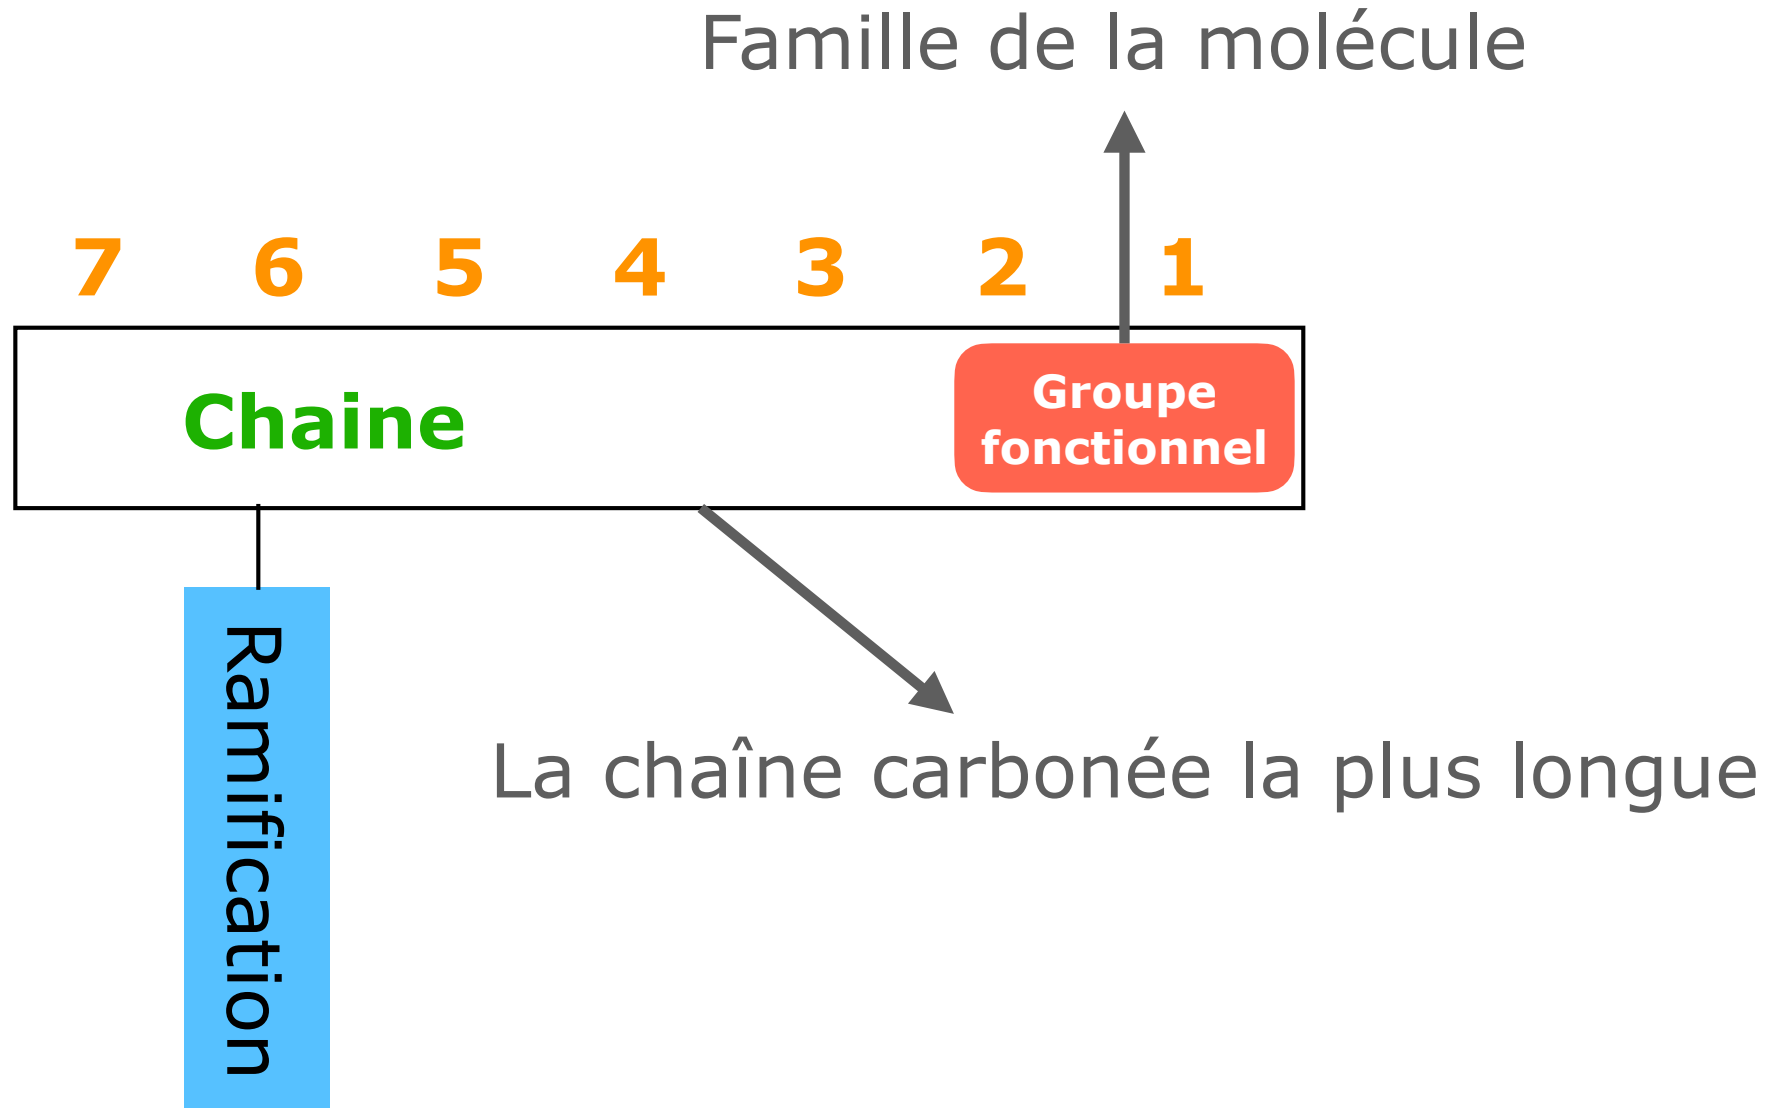 Famille de la molécule
7 6 5 4 3 2 1
Chaine
Groupe
fonctionnel
Ramification
La chaîne carbonée la plus longue